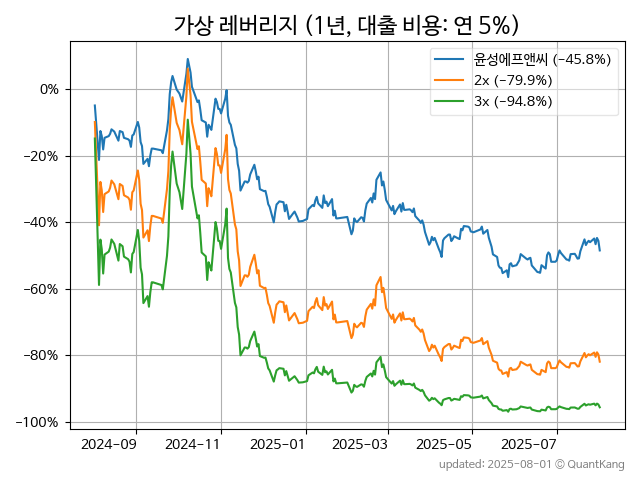 가상 레버리지 (1년, 대출 비용: 연 5%)
윤성에프앤씨 (−45.8%)
2x (−79.9%)
3x (−94.8%)
0%
−20%
−40%
−60%
−80%
−100%
2024-09 2024-11 2025-01 2025-03 2025-05 2025-07
updated: 2025-08-01 © QuantKang